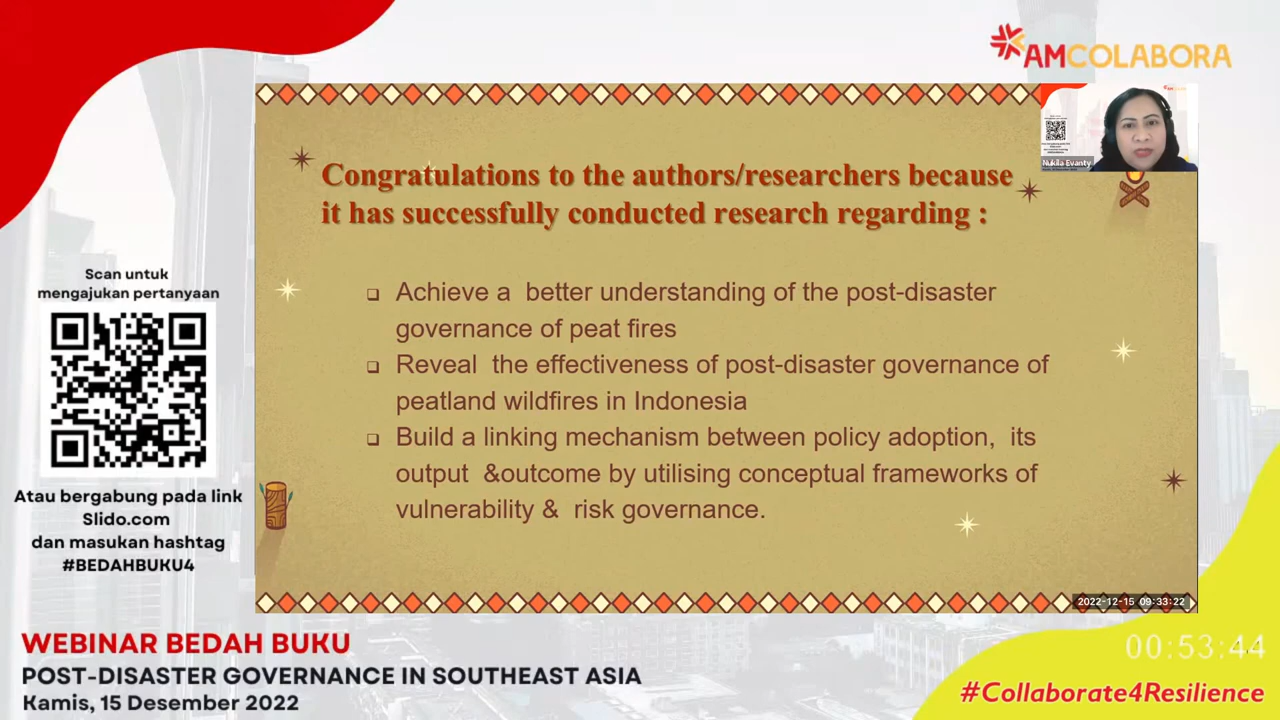 AMCOLABORA
Nukila Evanty
Congratulations to the authors/researchers because
it has successfully conducted research regarding :
Achieve a better understanding of the post-disaster
governance of peat fires
Reveal the effectiveness of post-disaster governance of
peatland wildfires in Indonesia
Build a linking mechanism between policy adoption, its
output &outcome by utilising conceptual frameworks of
vulnerability & risk governance.
2022-12-15 09:33:22
Scan untuk
mengajukan pertanyaan
Atau bergabung pada link
Slido.com
dan masukan hashtag
#BEDAHBUKU4
WEBINAR BEDAH BUKU
POST-DISASTER GOVERNANCE IN SOUTHEAST ASIA
Kamis, 15 Desember 2022
00:53:44
#Collaborate4Resilience